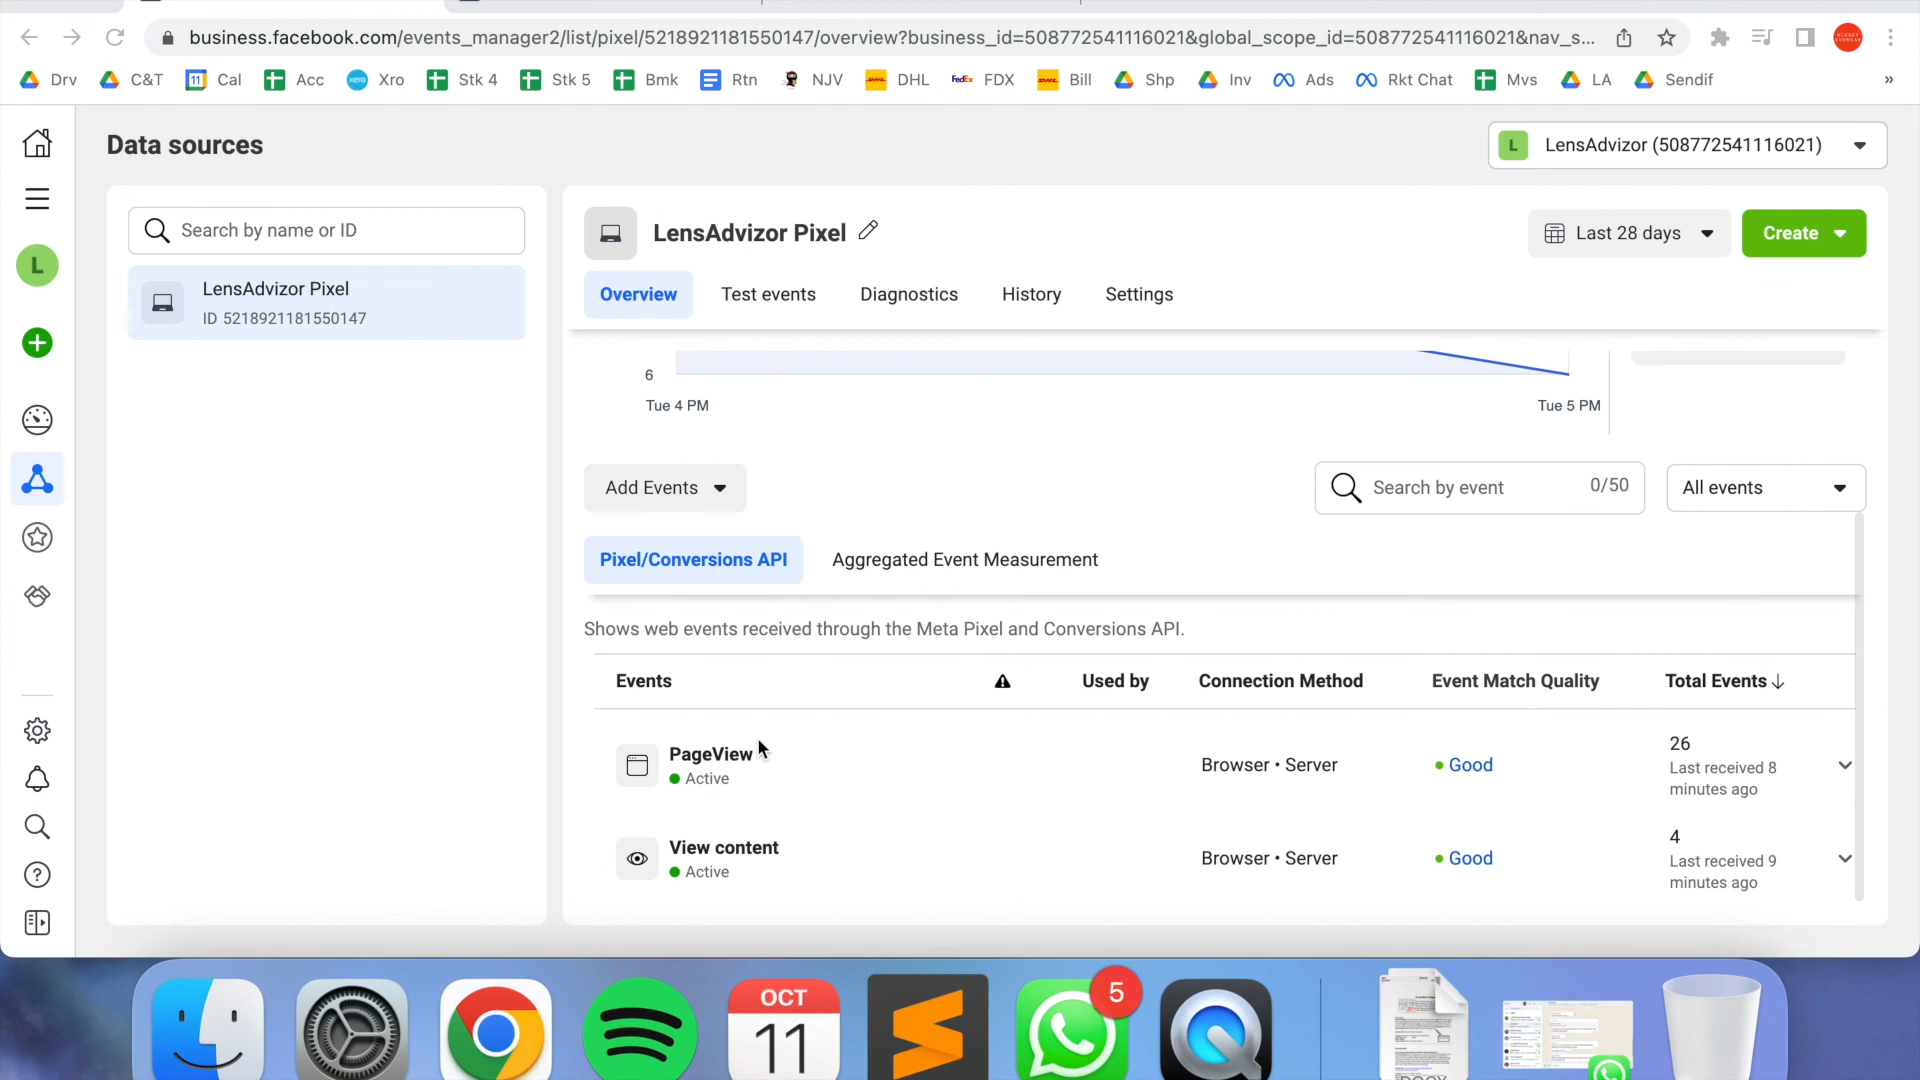 business.facebook.com/events_manager2/list/pixel/5218921181550147/overview?business_id=508772541116021&global_scope_id=508772541116021&nav_s...
Drv
C&T
11
Cal
Acc
xero
Xro
Stk 4
Stk 5
Bmk
Rtn
NJV
DHL
FedEx
FDX
Bill
Shp
Inv
Ads
Rkt Chat
Mvs
LA
Sendif
»
Data sources
L
LensAdvizor (508772541116021)
Search by name or ID
LensAdvizor Pixel
Last 28 days
Create
L
LensAdvizor Pixel
ID 5218921181550147
Overview
Test events
Diagnostics
History
Settings
6
Tue 4 PM
Tue 5 PM
Add Events
Search by event
0/50
All events
Pixel/Conversions API
Aggregated Event Measurement
Shows web events received through the Meta Pixel and Conversions API.
Events
Used by
Connection Method
Event Match Quality
Total Events
PageView
Active
Browser • Server
Good
26
Last received 8
minutes ago
View content
Active
Browser • Server
Good
4
Last received 9
minutes ago
OCT
11
5